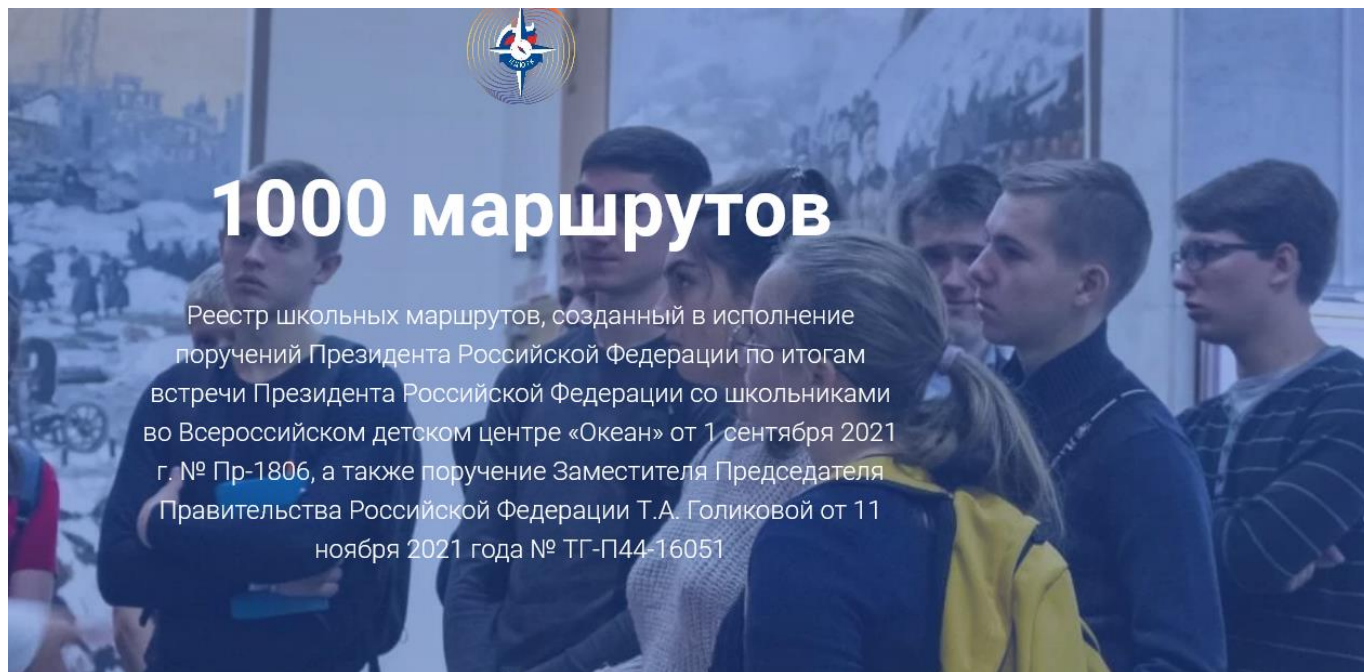 1000 маршрутов
Реестр школьных маршрутов, созданный в исполнение
поручений Президента Российской Федерации по итогам
встречи Президента Российской Федерации со школьниками
во Всероссийском детском центре «Океан» от 1 сентября 2021
г. № Пр-1806, а также поручение Заместителя Председателя
Правительства Российской Федерации Т.А. Голиковой от 11
ноября 2021 года № ТГ-П44-16051